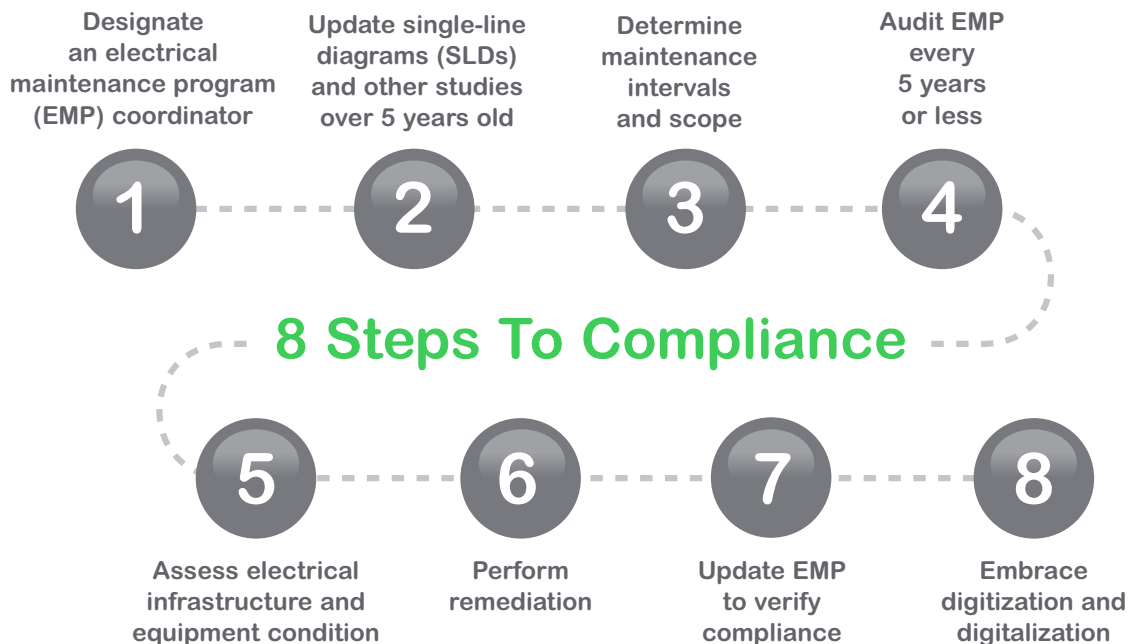 Designate
an electrical
maintenance program
(EMP) coordinator
Update single-line
diagrams (SLDs)
and other studies
over 5 years old
Determine
maintenance
intervals
and scope
Audit EMP
every
5 years
or less
1
2
3
4
8 Steps To Compliance
5
6
7
8
Assess electrical
infrastructure and
equipment condition
Perform
remediation
Update EMP
to verify
compliance
Embrace
digitization and
digitalization